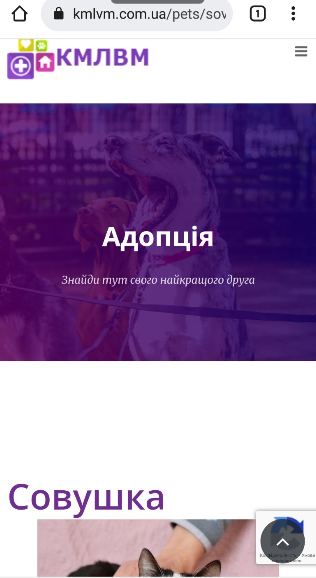 kmlvm.com.ua/pets/sov
1
КМЛВМ
Адопція
Знайди тут свого найкращого друга
Совушка